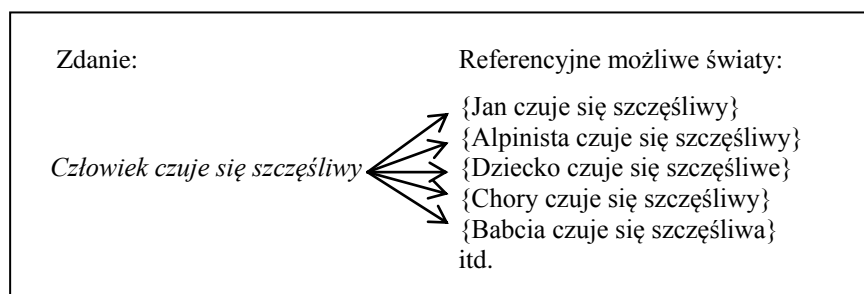 Zdanie:
Referencyjne możliwe światy:
{Jan czuje się szczęśliwy}
{Alpinista czuje się szczęśliwy}
Człowiek czuje się szczęśliwy
{Dziecko czuje się szczęśliwe}
{Chory czuje się szczęśliwy}
{Babcia czuje się szczęśliwa}
itd.